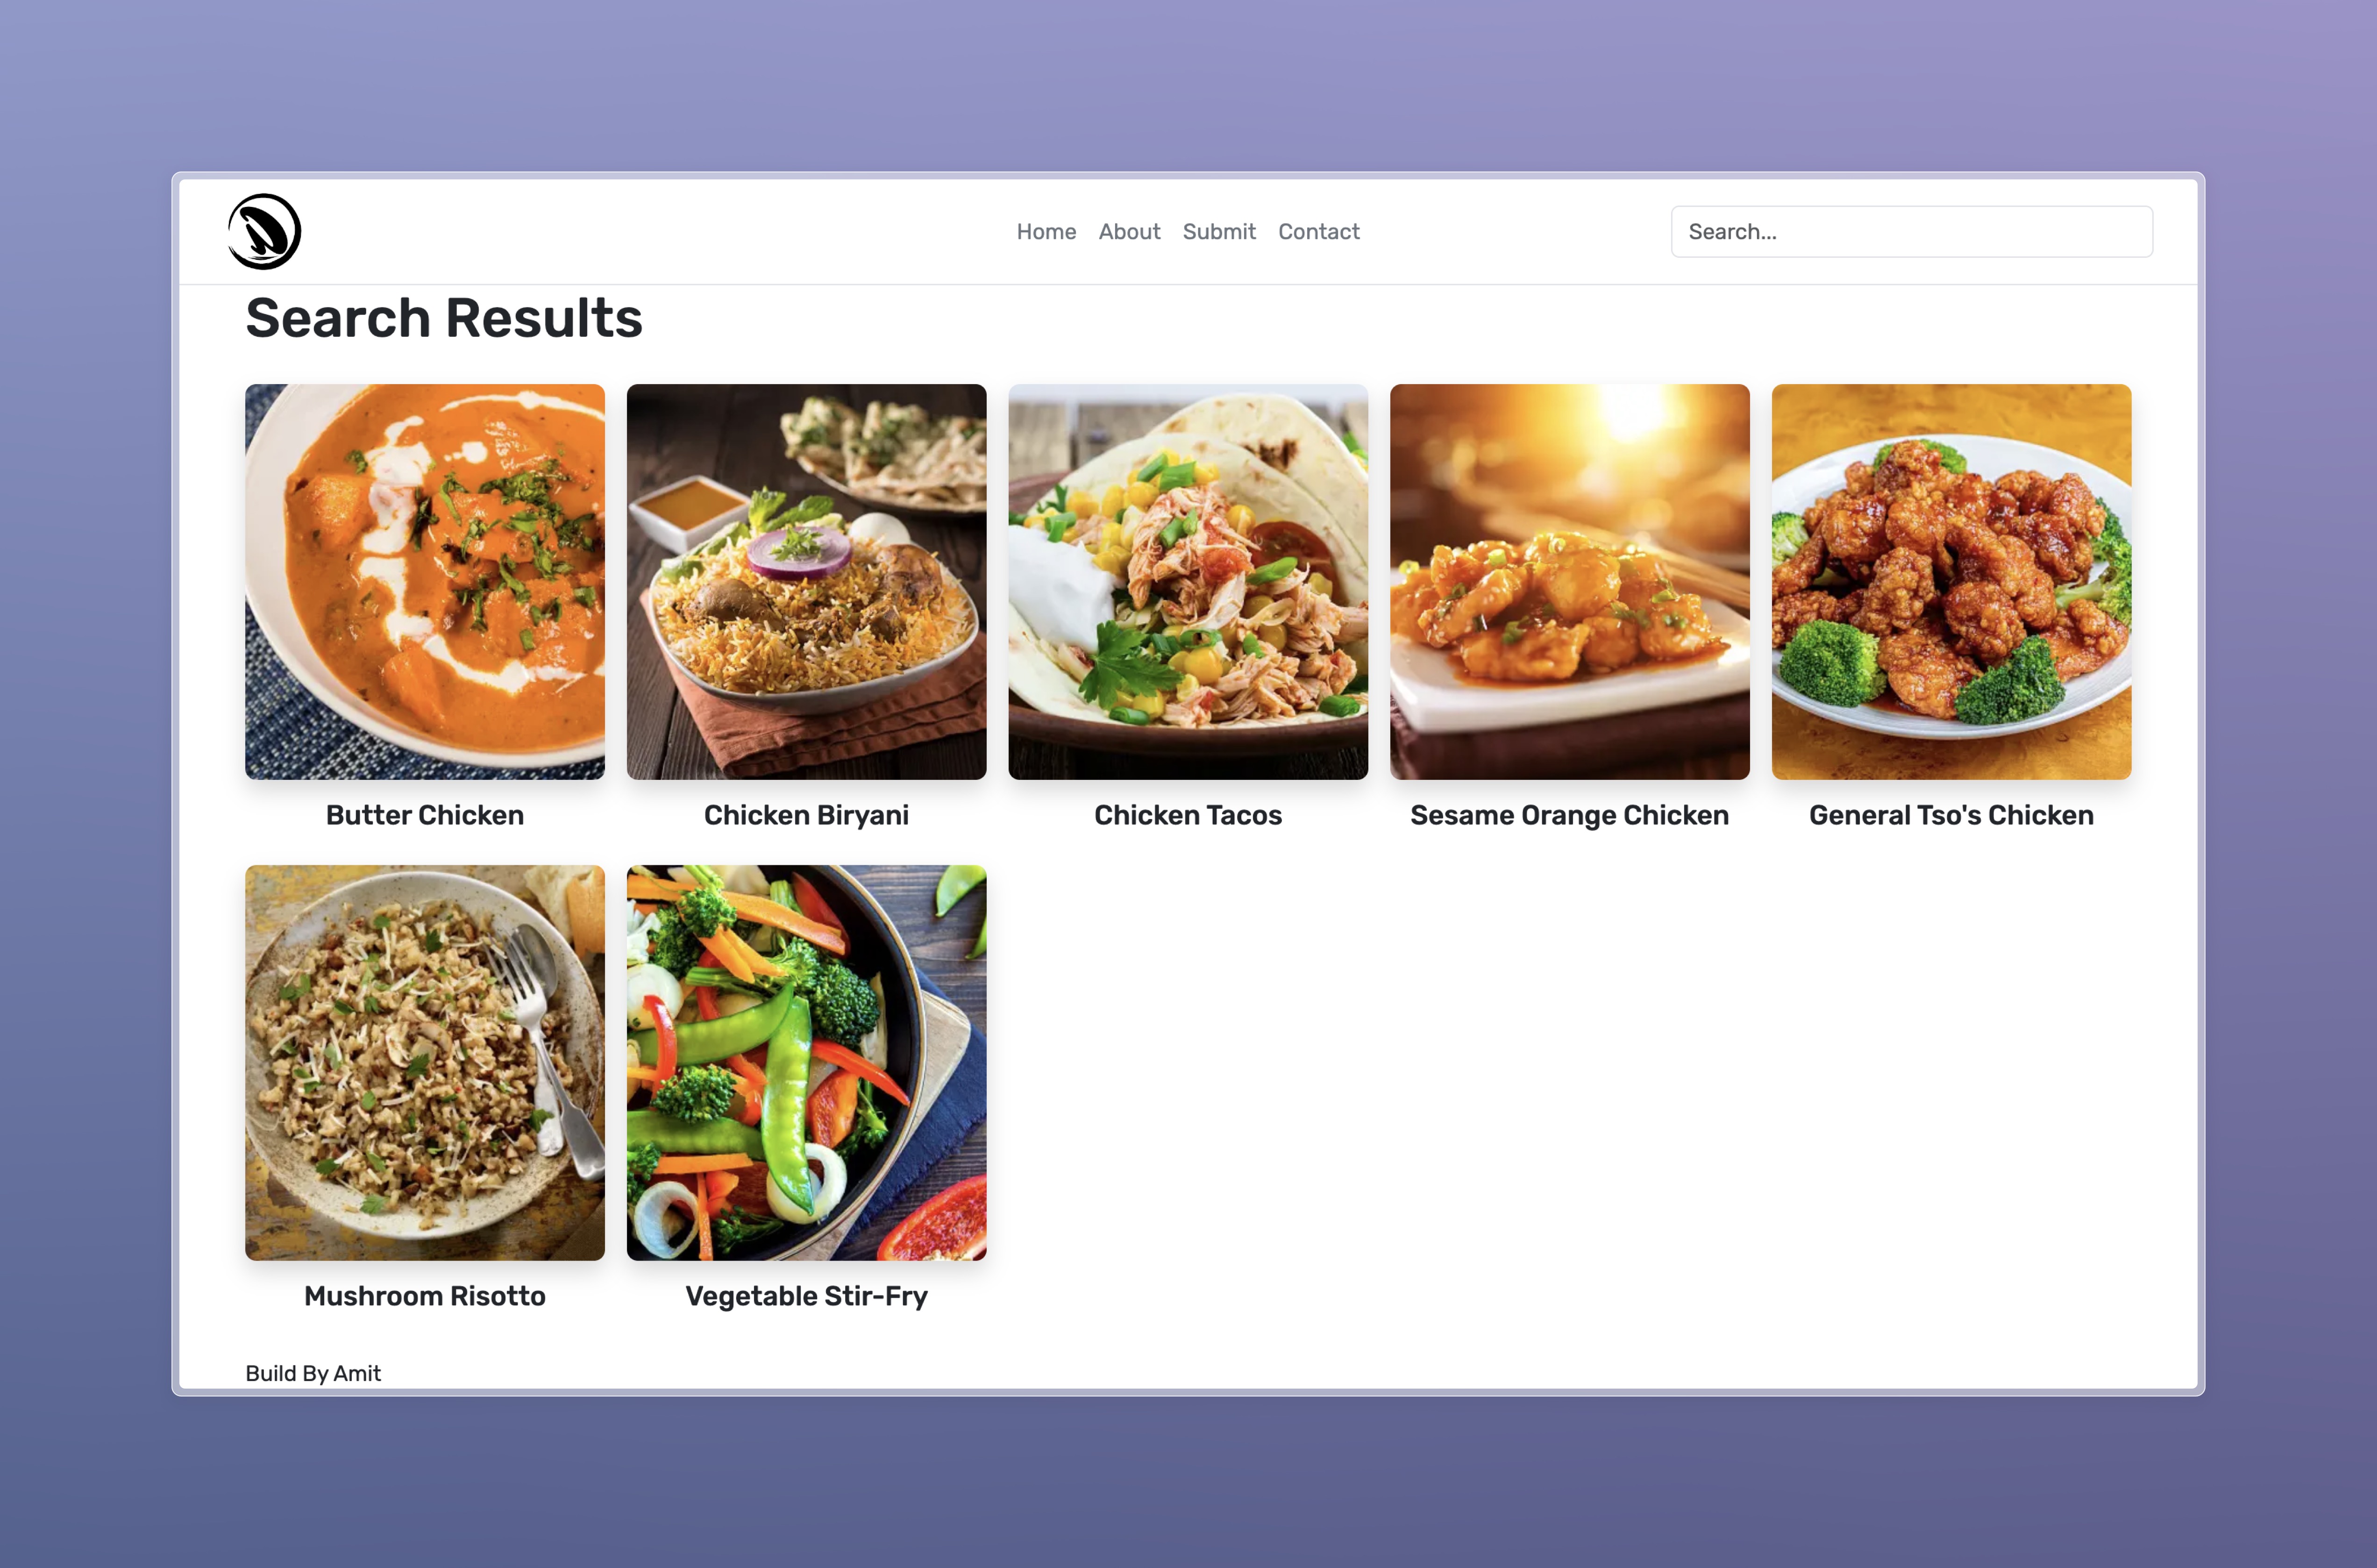 Home About Submit Contact
Search...
Search Results
Butter Chicken
Chicken Biryani
Chicken Tacos
Sesame Orange Chicken
General Tso's Chicken
Mushroom Risotto
Vegetable Stir-Fry
Build By Amit